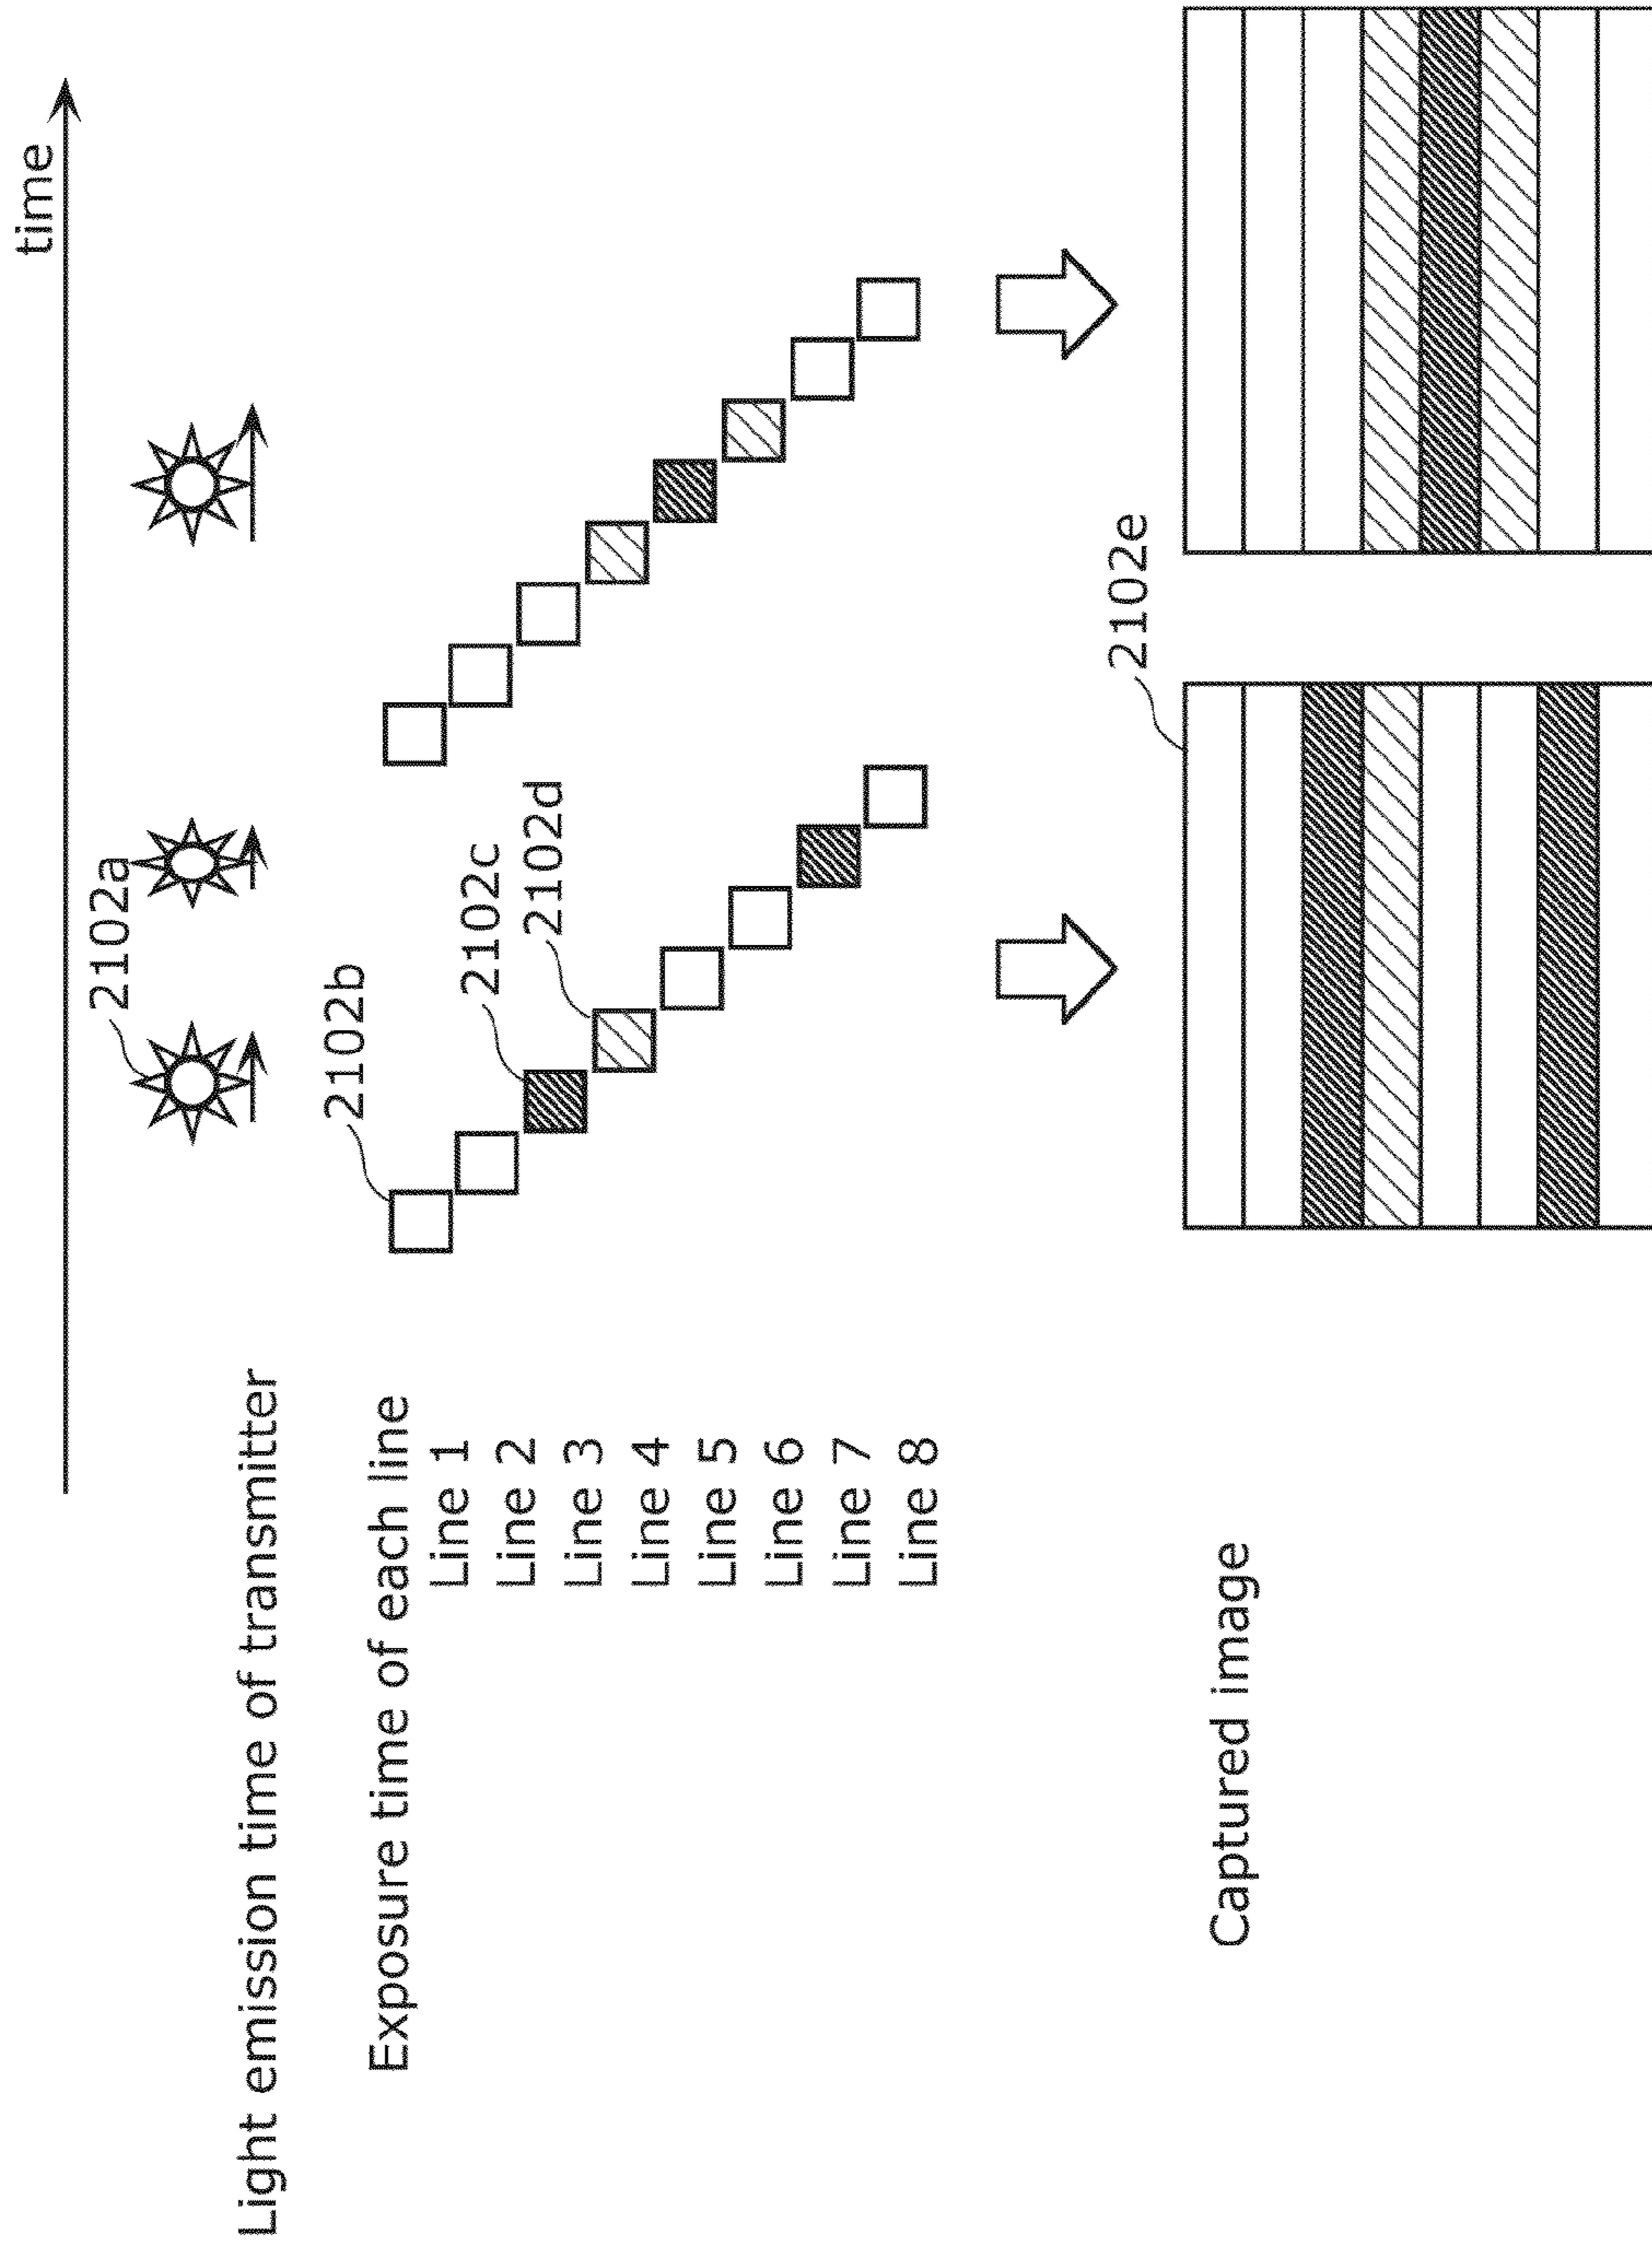 time
2102a
Light emission time of transmitter
2102b
Exposure time of each line
Line 1
2102c
Line 2
2102d
Line 3
Line 4
Line 5
Line 6
Line 7
Line 8
2102e
Captured image